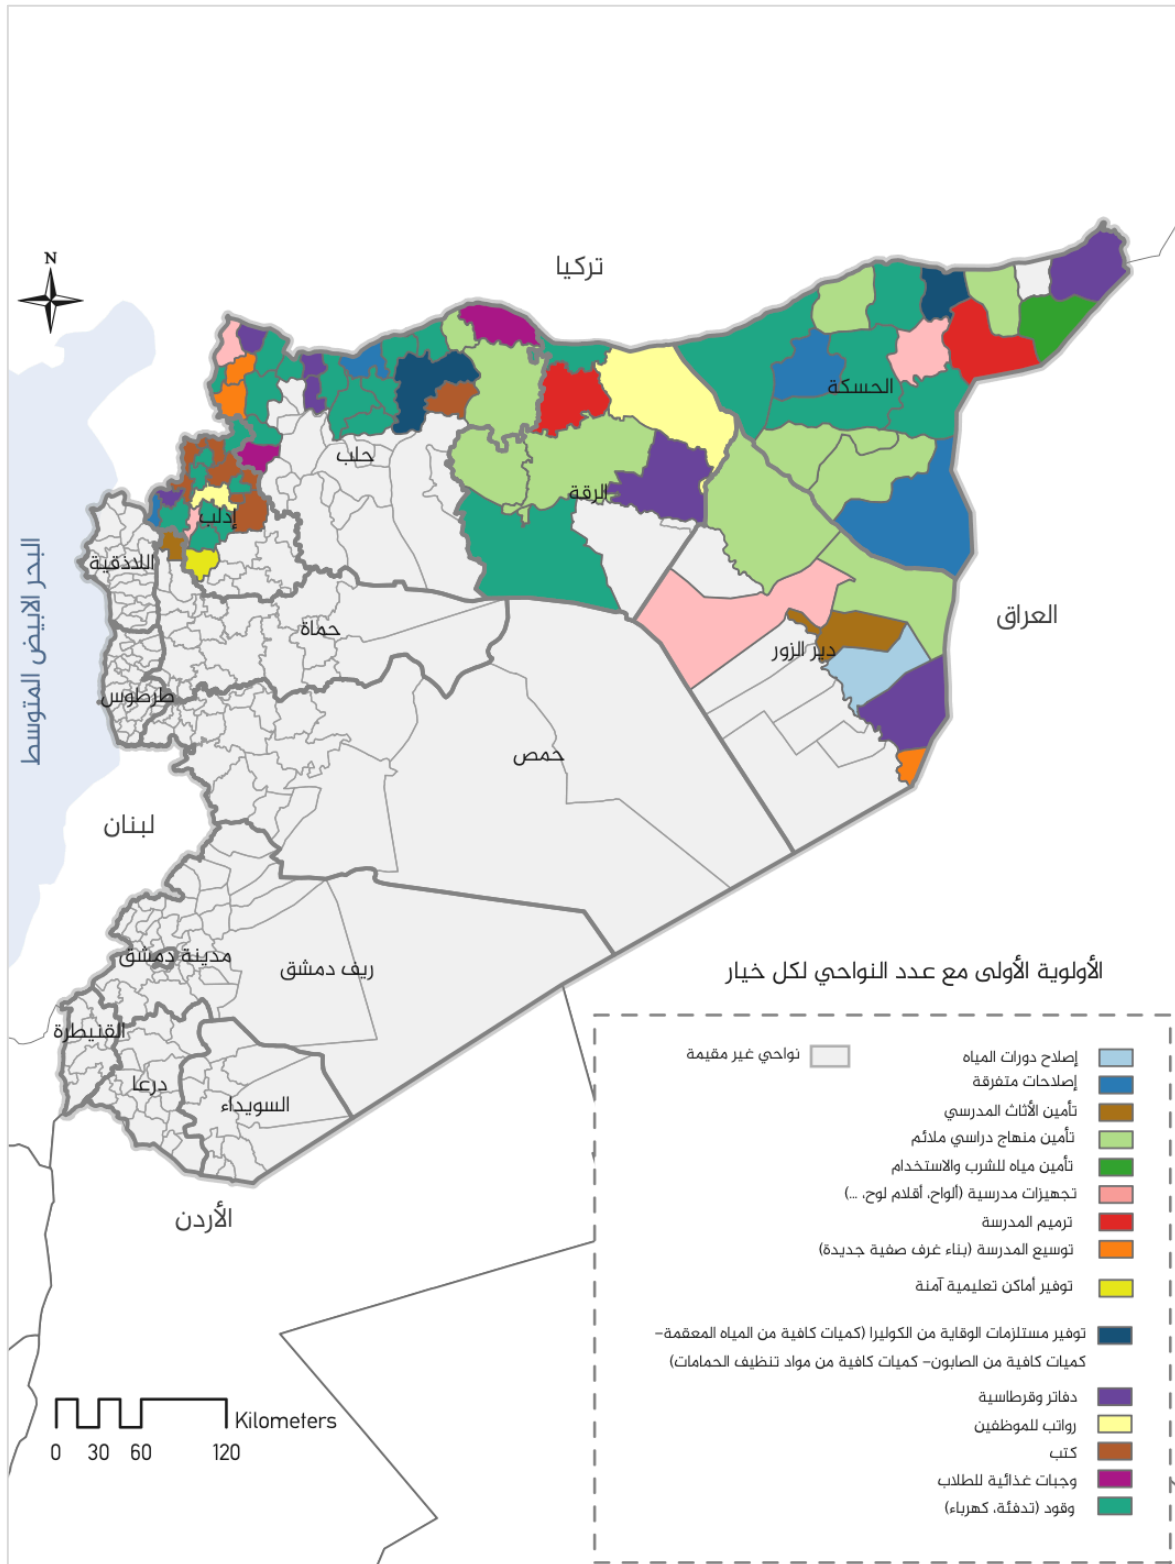 N
تركيا
الحسكة
حلب
الرقة
إدلب
اللاذقية
العراق
حماة
دير الزور
طرطوس
البحر الابيض المتوسط
حمص
لبنان
مدينة دمشق
ريف دمشق
القنيطرة
درعا
السويداء
الأردن
Kilometers
0 30 60 120
الأولوية الأولى مع عدد النواحي لكل خيار
نواحي غير مقيمة
إصلاح دورات المياه
إصلاحات متفرقة
تأمين الأثاث المدرسي
تأمين منهاج دراسي ملائم
تأمين مياه للشرب والاستخدام
تجهيزات مدرسية (ألواح، أقلام لوح، ...)
ترميم المدرسة
توسيع المدرسة (بناء غرف صفية جديدة)
توفير أماكن تعليمية آمنة
توفير مستلزمات الوقاية من الكوليرا (كميات كافية من المياه المعقمة–
كميات كافية من الصابون– كميات كافية من مواد تنظيف الحمامات)
دفاتر وقرطاسية
رواتب للموظفين
كتب
وجبات غذائية للطلاب
وقود (تدفئة، كهرباء)